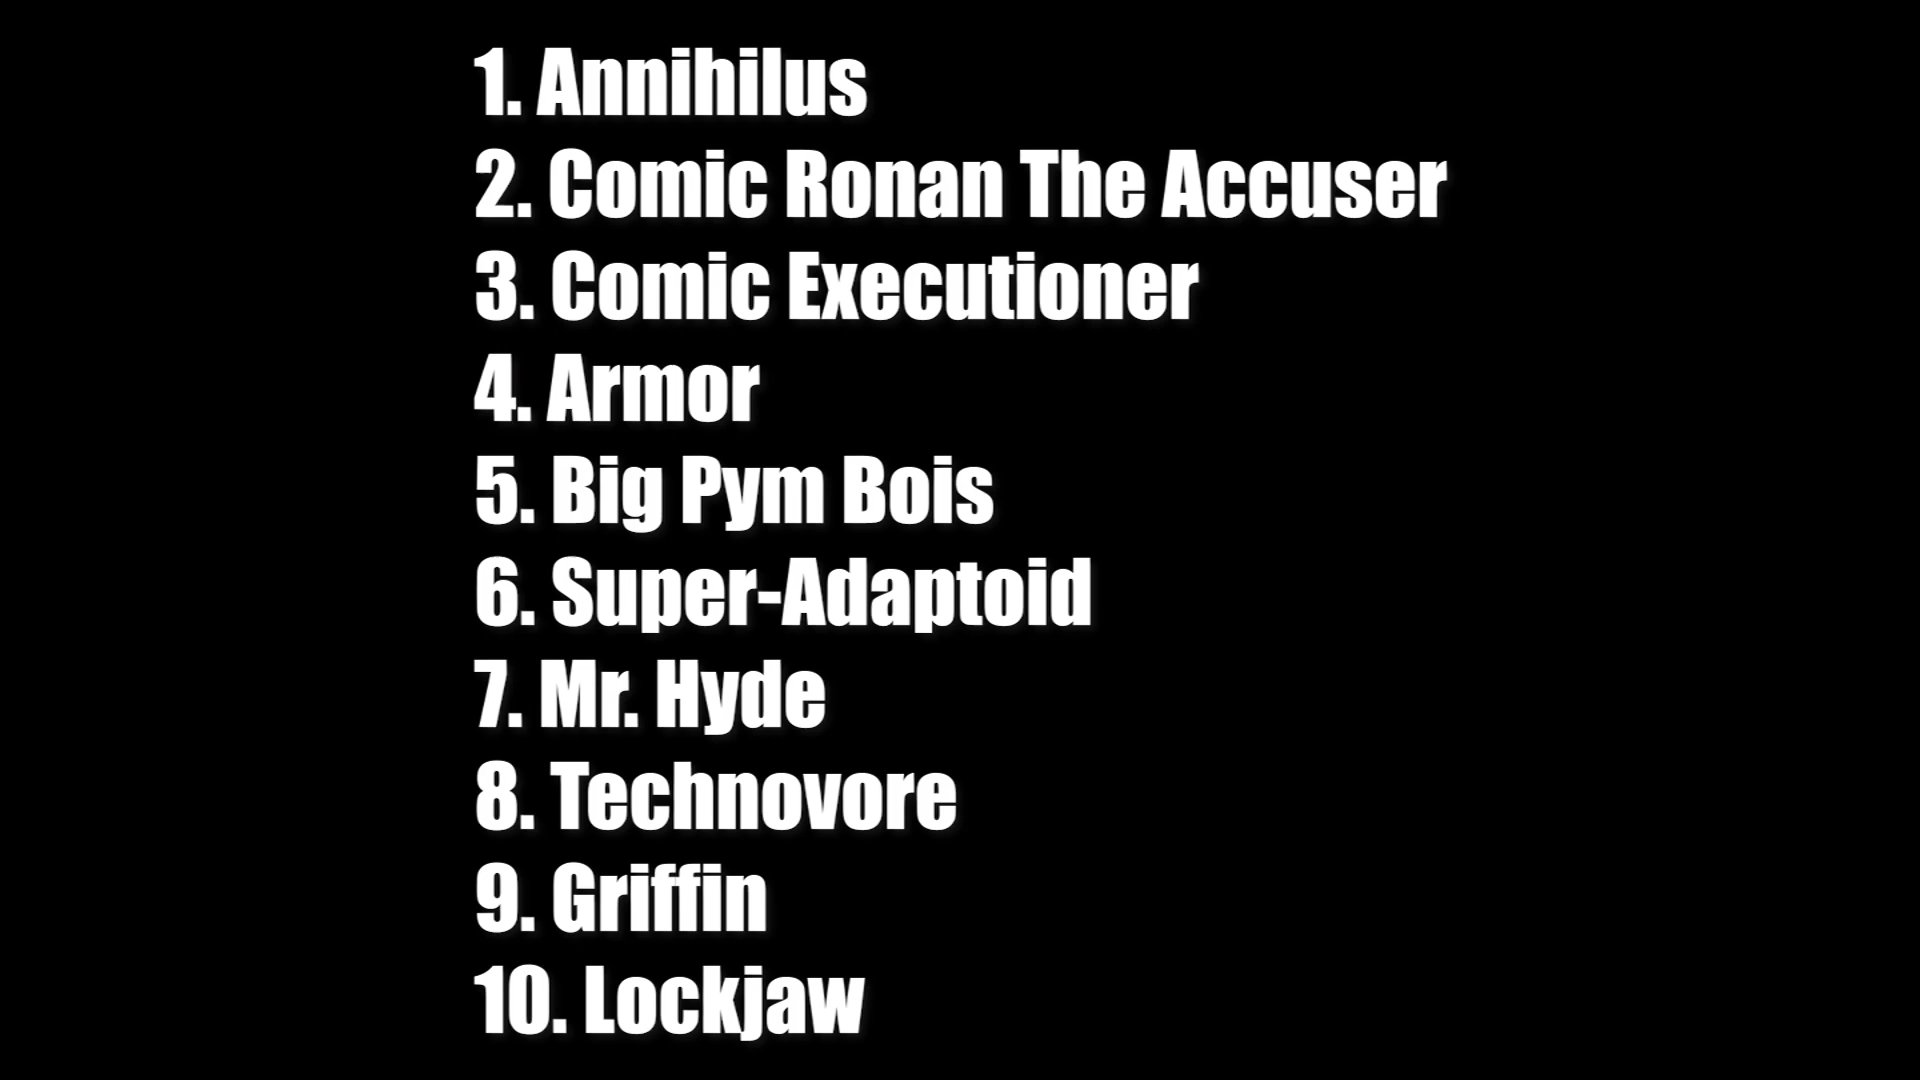 1. Annihilus
2. Comic Ronan The Accuser
3. Comic Executioner
4. Armor
5. Big Pym Bois
6. Super-Adaptoid
7. Mr. Hyde
8. Technovore
9. Griffin
10. Lockjaw